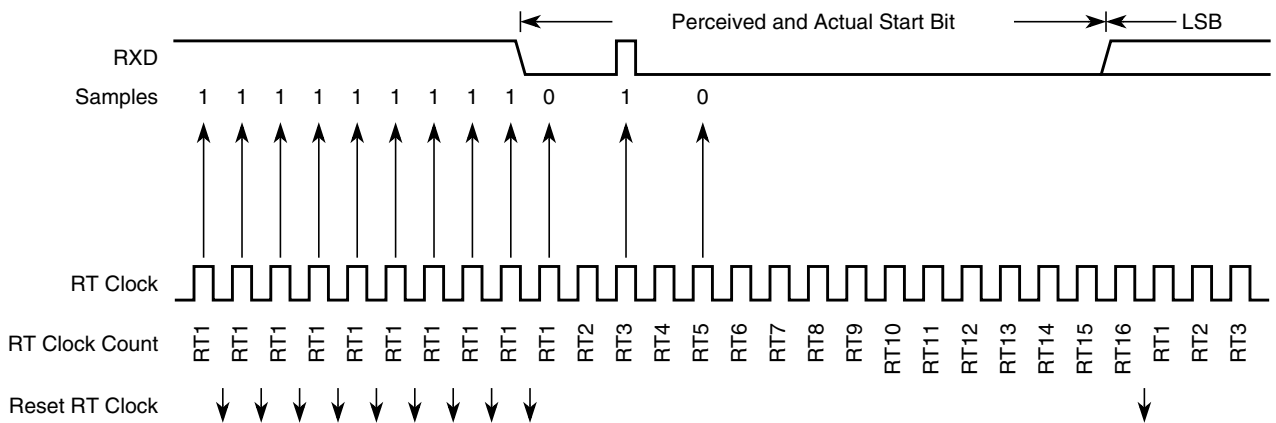 Perceived and Actual Start Bit LSB
RXD
Samples 1 1 1 1 1 1 1 1 1 0 1 0
RT Clock
RT Clock Count RT1 RT1 RT1 RT1 RT1 RT1 RT1 RT1 RT1 RT1 RT2 RT3 RT4 RT5 RT6 RT7 RT8 RT9 RT10 RT11 RT12 RT13 RT14 RT15 RT16 RT1 RT2 RT3
Reset RT Clock